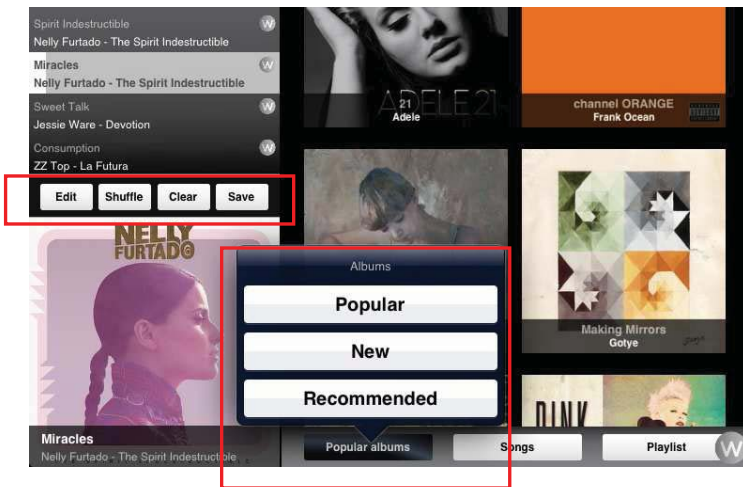 Spirit Indestructible
W
Nelly Furtado - The Spirit Indestructible
Miracles
W
Nelly Furtado - The Spirit Indestructible
Sweet Talk
W
Jessie Ware - Devotion
Consumption
W
ZZ Top - La Futura
Edit Shuffle Clear Save
NELLY
FURTADO
Miracles
Nelly Furtado - The Spirit Indestructible
ADELE 21
21
Adele
channel ORANGE
Frank Ocean
Making Mirrors
Gotye
P!NK
Albums
Popular
New
Recommended
Popular albums Songs Playlist
W